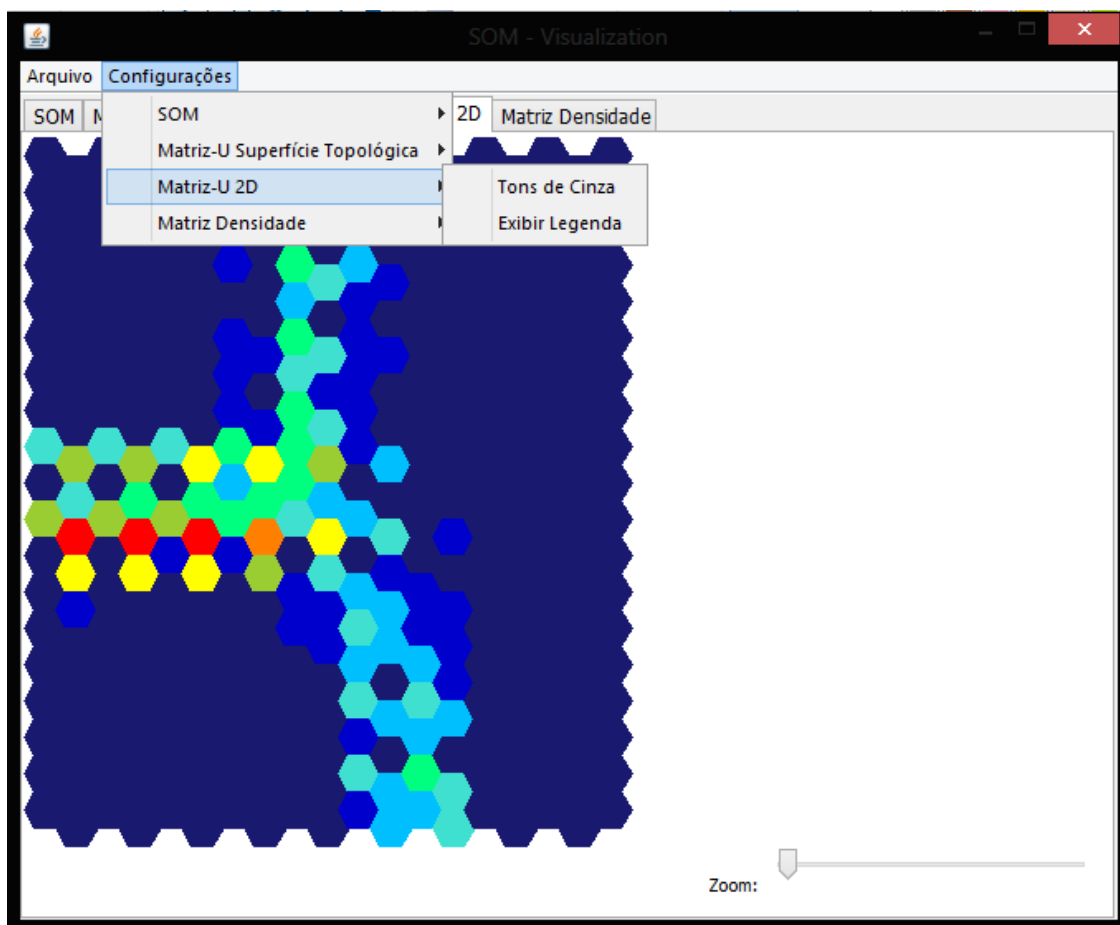 SOM - Visualization
Arquivo Configurações
SOM 2D Matriz Densidade
SOM
Matriz-U Superfície Topológica
Matriz-U 2D
Matriz Densidade
Tons de Cinza
Exibir Legenda
Zoom: